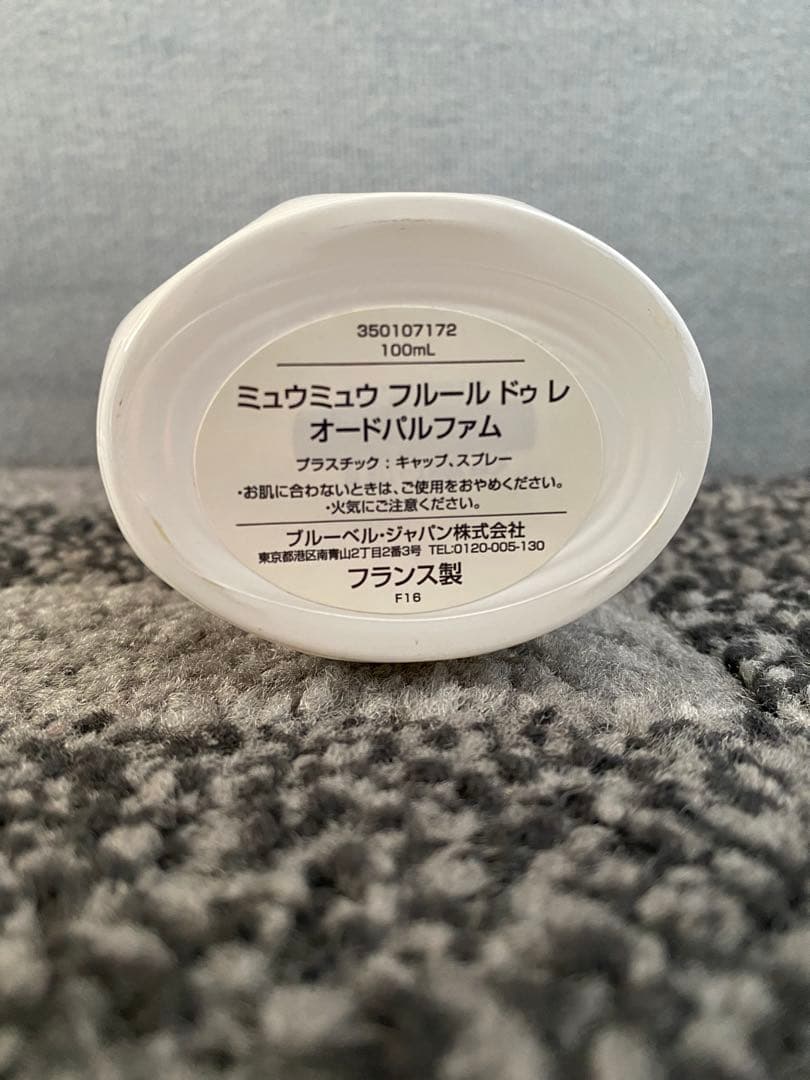 350107172
100mL
ミュウミュウ フルール ドゥ レ
オードパルファム
プラスチック：キャップ、スプレー
・お肌に合わないときは、ご使用をおやめください。
・火気にご注意ください。
ブルーベル・ジャパン株式会社
東京都港区南青山2丁目2番3号 TEL:0120-005-130
フランス製
F16